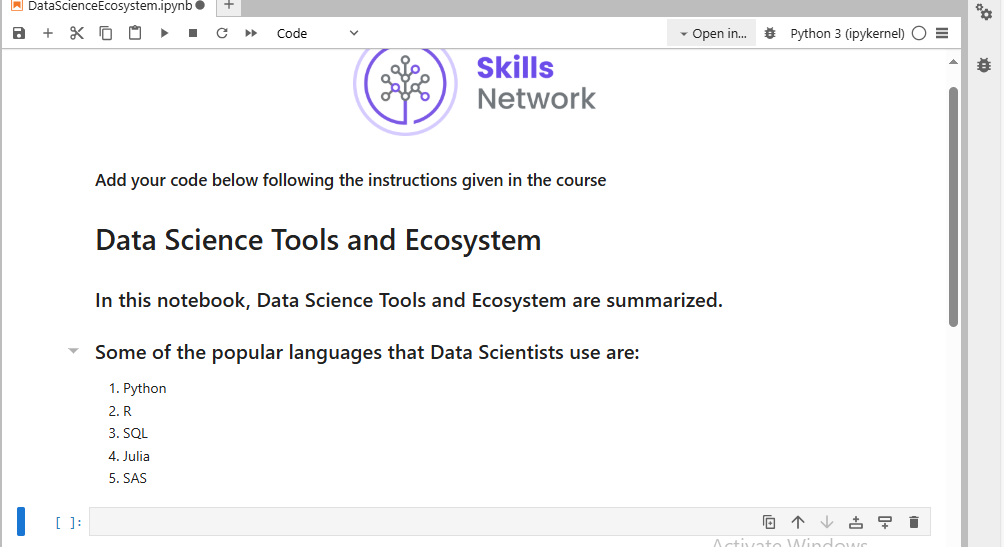 DataScienceEcosystem.ipynb
Code
Open in...
Python 3 (ipykernel)
Skills
Network
Add your code below following the instructions given in the course
Data Science Tools and Ecosystem
In this notebook, Data Science Tools and Ecosystem are summarized.
Some of the popular languages that Data Scientists use are:
1. Python
2. R
3. SQL
4. Julia
5. SAS
[ ]:
Activate Windows